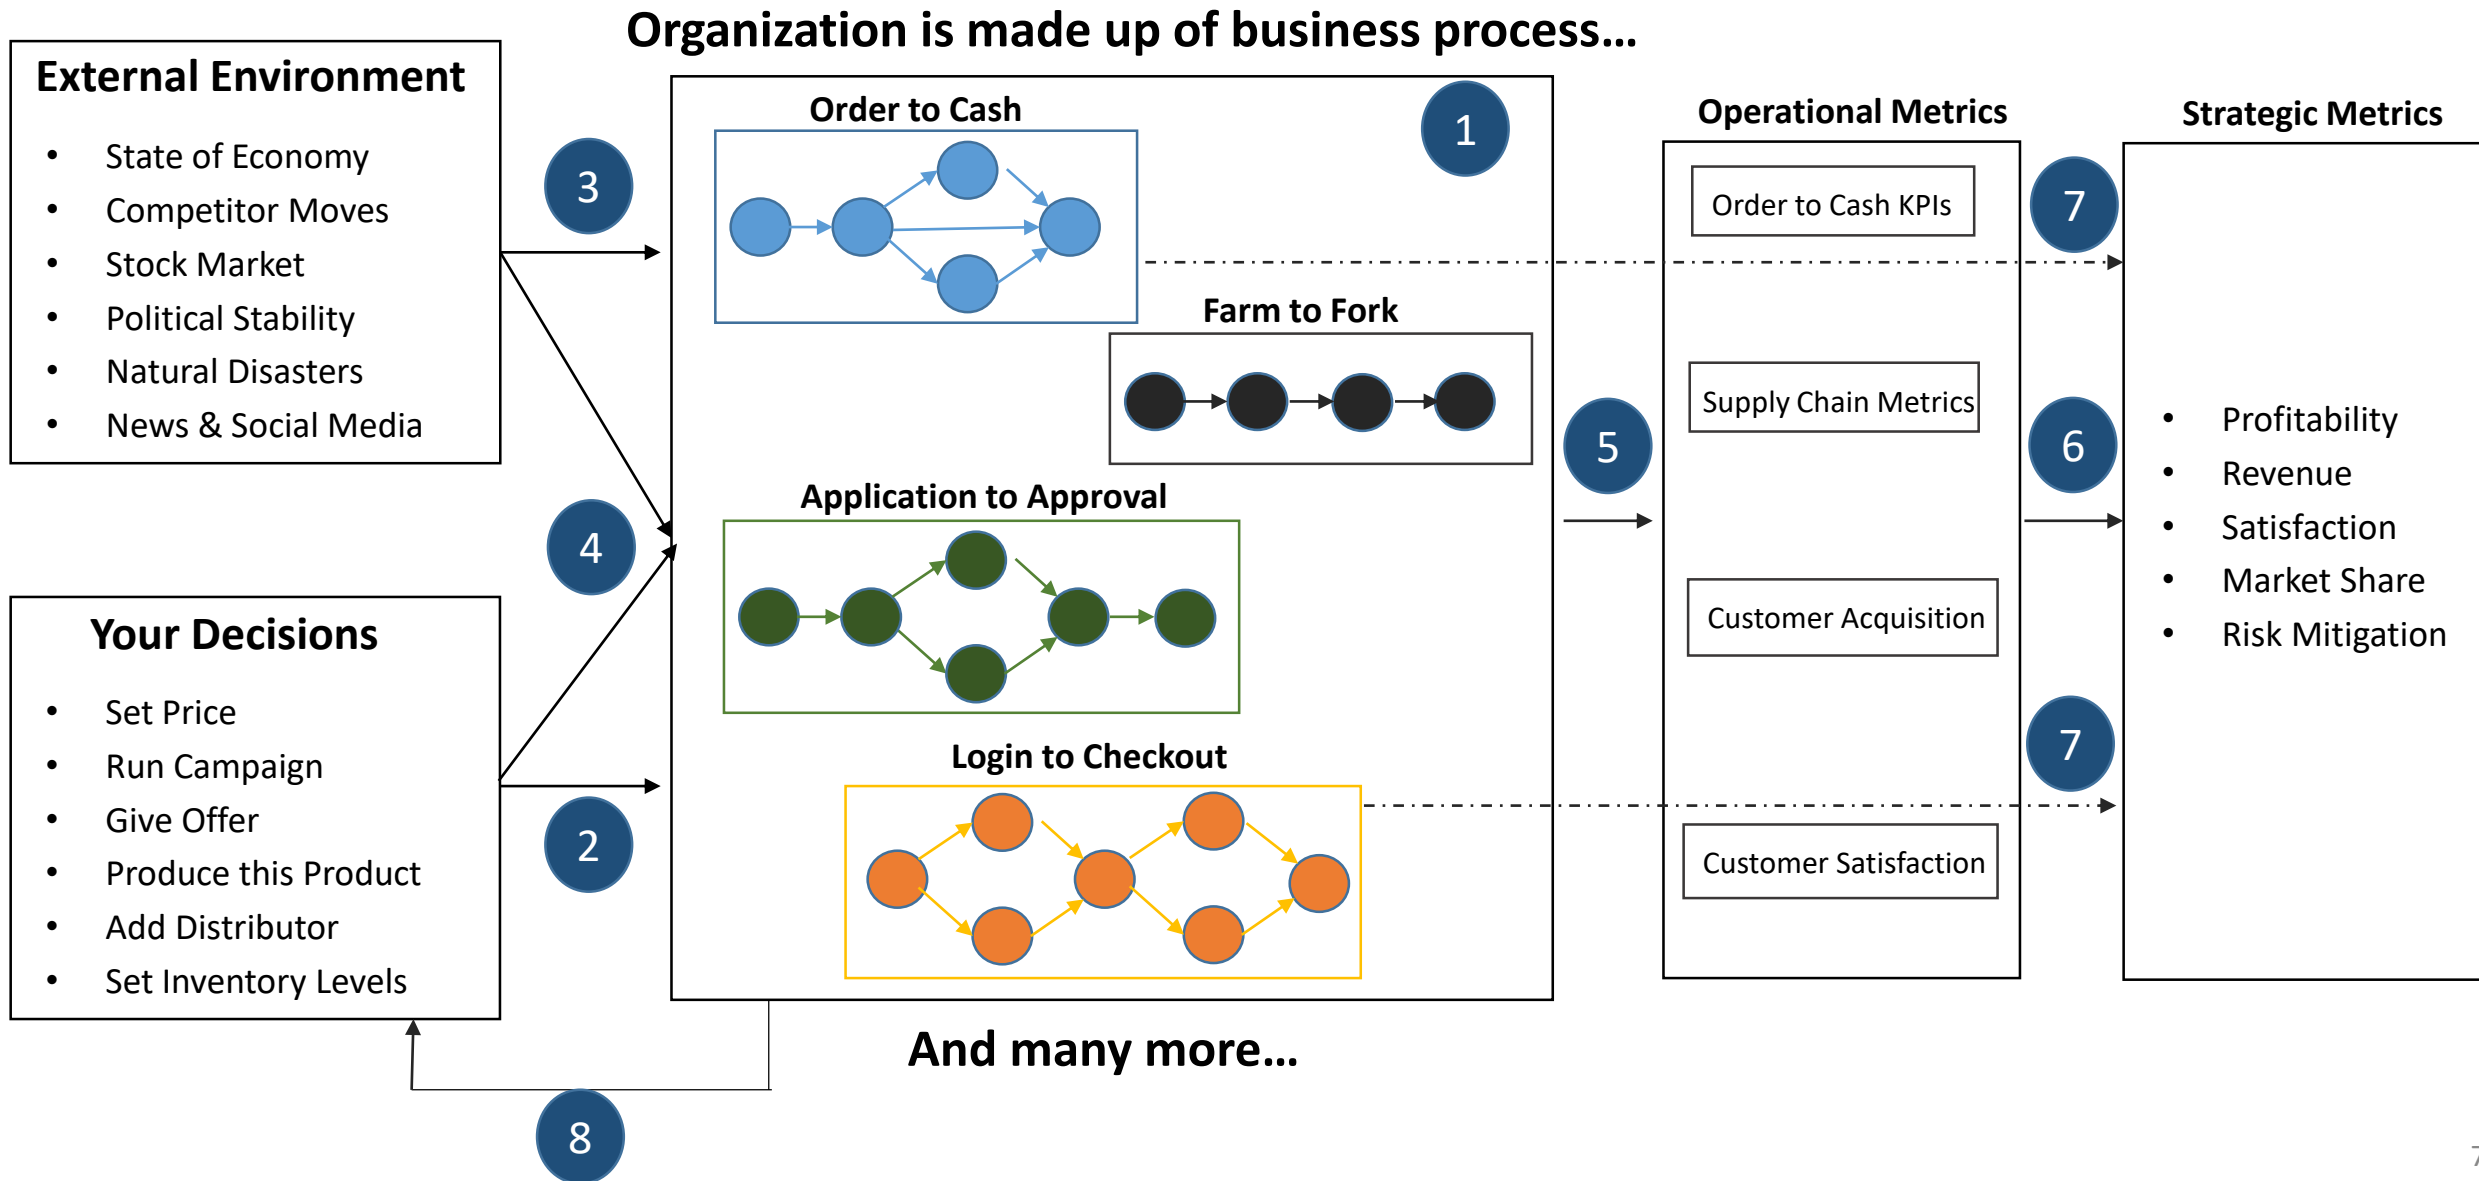 Organization is made up of business process...
External Environment
• State of Economy
• Competitor Moves
• Stock Market
• Political Stability
• Natural Disasters
• News & Social Media
3
4
Your Decisions
• Set Price
• Run Campaign
• Give Offer
• Produce this Product
• Add Distributor
• Set Inventory Levels
2
8
1
Order to Cash
Farm to Fork
Application to Approval
Login to Checkout
And many more...
5
Operational Metrics
Order to Cash KPIs
Supply Chain Metrics
Customer Acquisition
Customer Satisfaction
7
6
7
Strategic Metrics
• Profitability
• Revenue
• Satisfaction
• Market Share
• Risk Mitigation
7